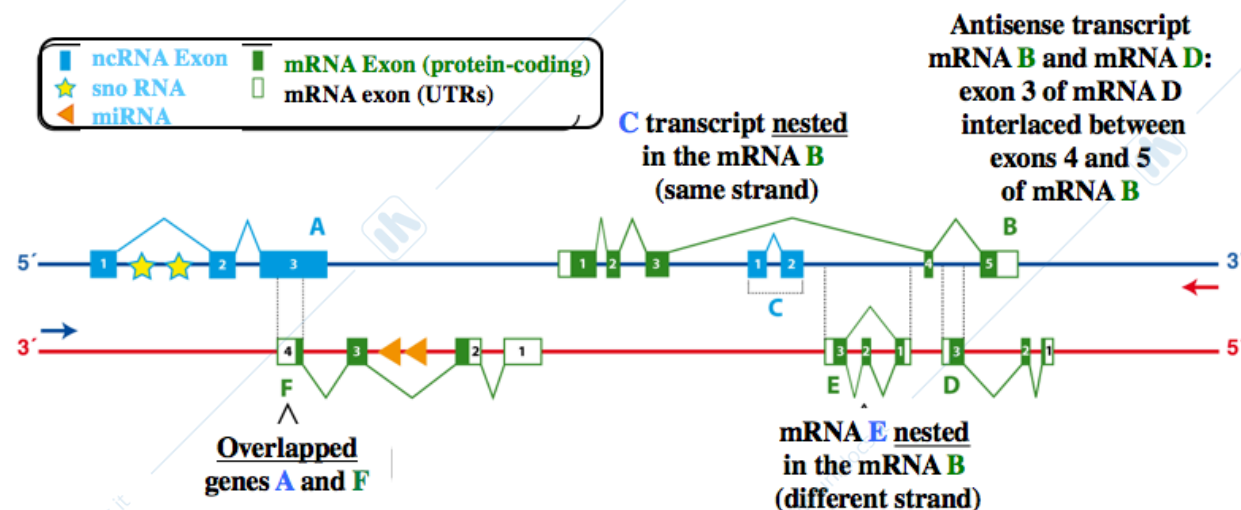 ncRNA Exon
sno RNA
miRNA
mRNA Exon (protein-coding)
mRNA exon (UTRs)
Antisense transcript
mRNA B and mRNA D:
exon 3 of mRNA D
interlaced between
exons 4 and 5
of mRNA B
C transcript nested
in the mRNA B
(same strand)
A
B
5´ 1 2 3 1 2 3 1 2 4 5 3
C
3´ 4 3 2 1 3 2 1 3 2 1 5
F
E
D
Overlapped
genes A and F
mRNA E nested
in the mRNA B
(different strand)